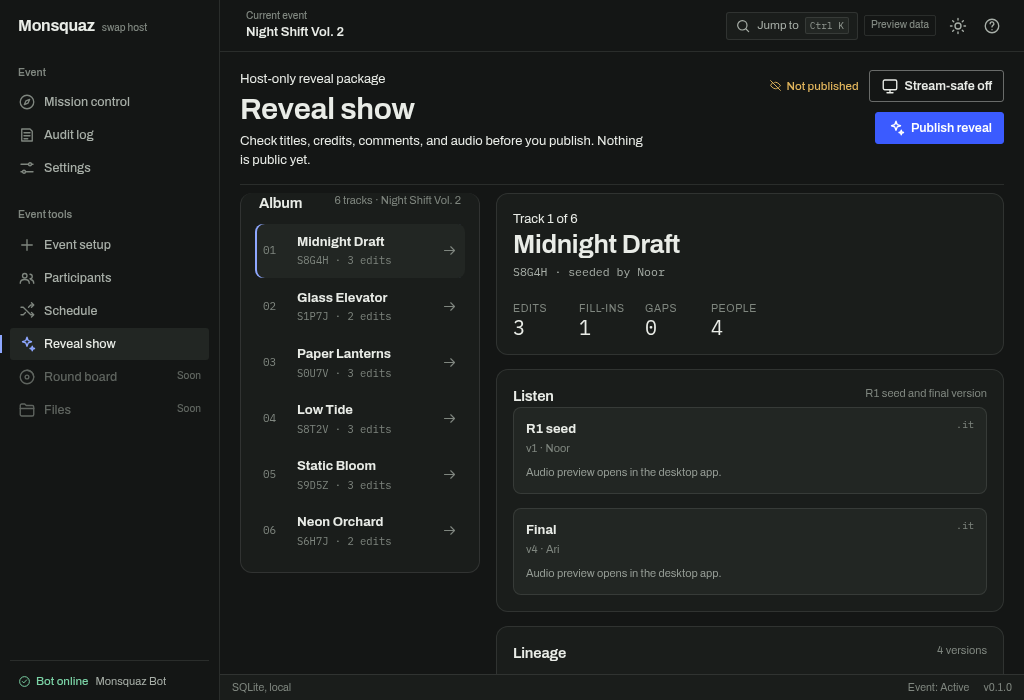 Monsquaz swap host
Event
Mission control
Audit log
Settings
Event tools
Event setup
Participants
Schedule
Reveal show
Round board Soon
Files Soon
Bot online Monsquaz Bot
Current event
Night Shift Vol. 2
Jump to Ctrl K
Preview data
Host-only reveal package
Reveal show
Check titles, credits, comments, and audio before you publish. Nothing
is public yet.
Not published
Stream-safe off
Publish reveal
Album 6 tracks · Night Shift Vol. 2
01 Midnight Draft
S8G4H · 3 edits
02 Glass Elevator
S1P7J · 2 edits
03 Paper Lanterns
S0U7V · 3 edits
04 Low Tide
S8T2V · 3 edits
05 Static Bloom
S9D5Z · 3 edits
06 Neon Orchard
S6H7J · 2 edits
Track 1 of 6
Midnight Draft
S8G4H · seeded by Noor
EDITS FILL-INS GAPS PEOPLE
3 1 0 4
Listen R1 seed and final version
R1 seed .it
v1 · Noor
Audio preview opens in the desktop app.
Final .it
v4 · Ari
Audio preview opens in the desktop app.
Lineage 4 versions
SQLite, local
Event: Active v0.1.0